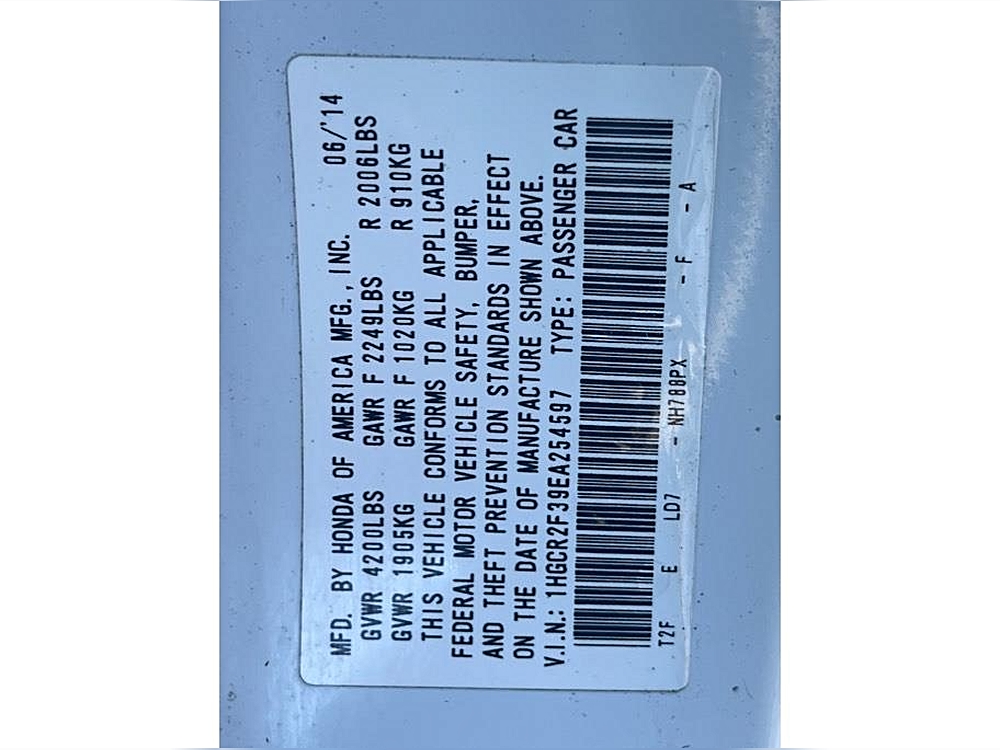 MFD. BY HONDA OF AMERICA MFG., INC. 06/'14
GVWR 4200LBS GAWR F 2249LBS R 2006LBS
GVWR 1905KG GAWR F 1020KG R 910KG
THIS VEHICLE CONFORMS TO ALL APPLICABLE
FEDERAL MOTOR VEHICLE SAFETY, BUMPER,
AND THEFT PREVENTION STANDARDS IN EFFECT
ON THE DATE OF MANUFACTURE SHOWN ABOVE.
V.I.N.: 1HGCR2F39EA254597 TYPE: PASSENGER CAR
T2F E LD7 - NH788PX - F - A